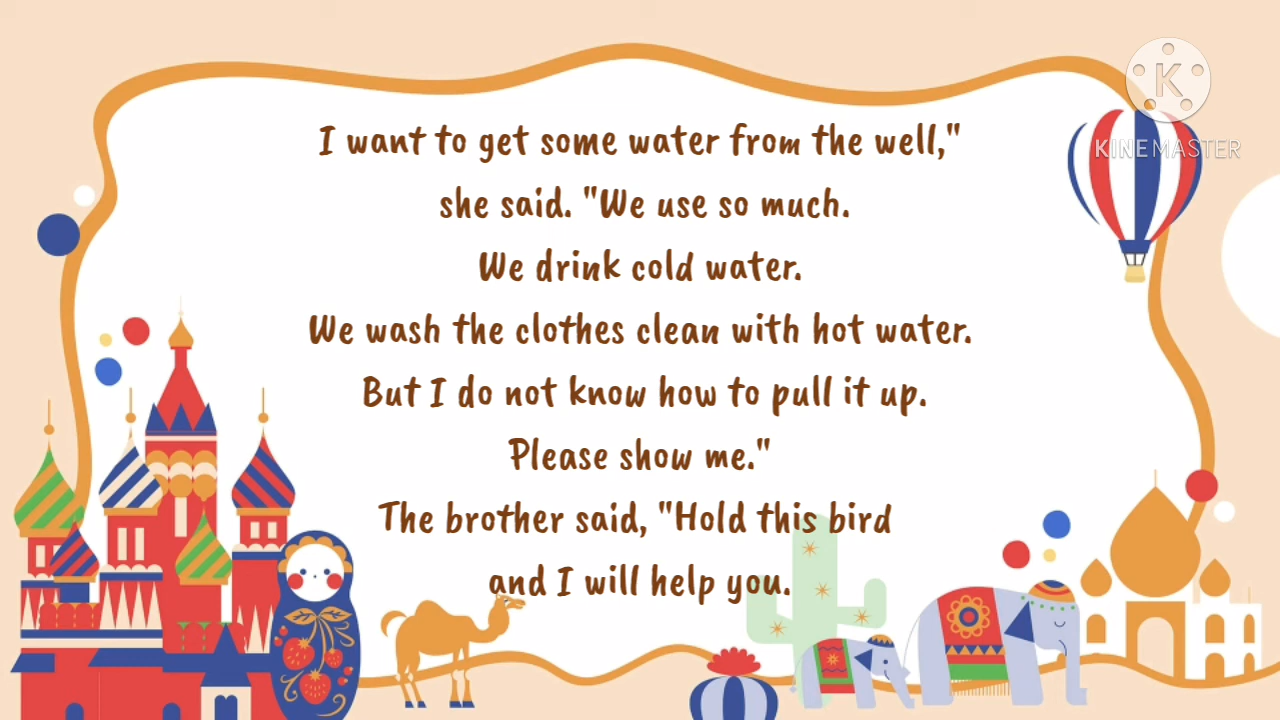 I want to get some water from the well,"
she said. "We use so much.
We drink cold water.
We wash the clothes clean with hot water.
But I do not know how to pull it up.
Please show me."
The brother said, "Hold this bird
and I will help you.
K
KINEMASTER